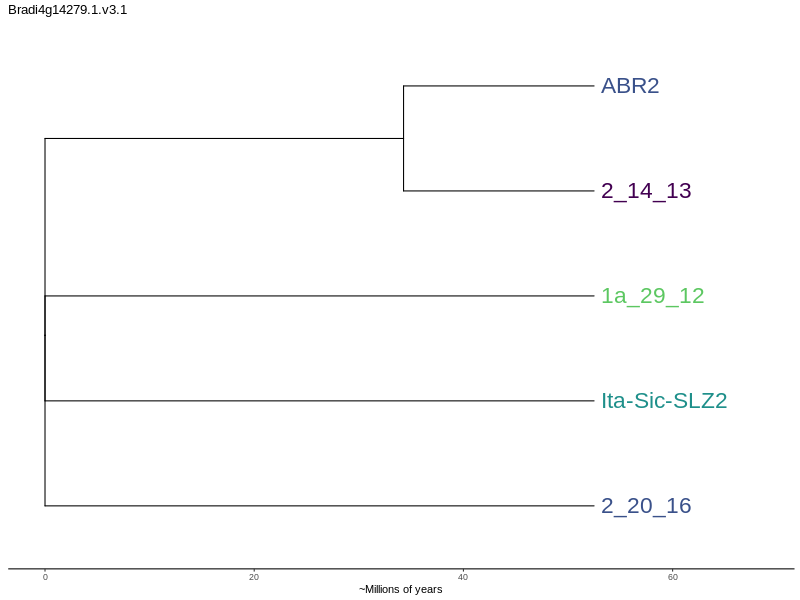 Bradi4g14279.1.v3.1
ABR2
2_14_13
1a_29_12
Ita-Sic-SLZ2
2_20_16
0 20 40 60
~Millions of years